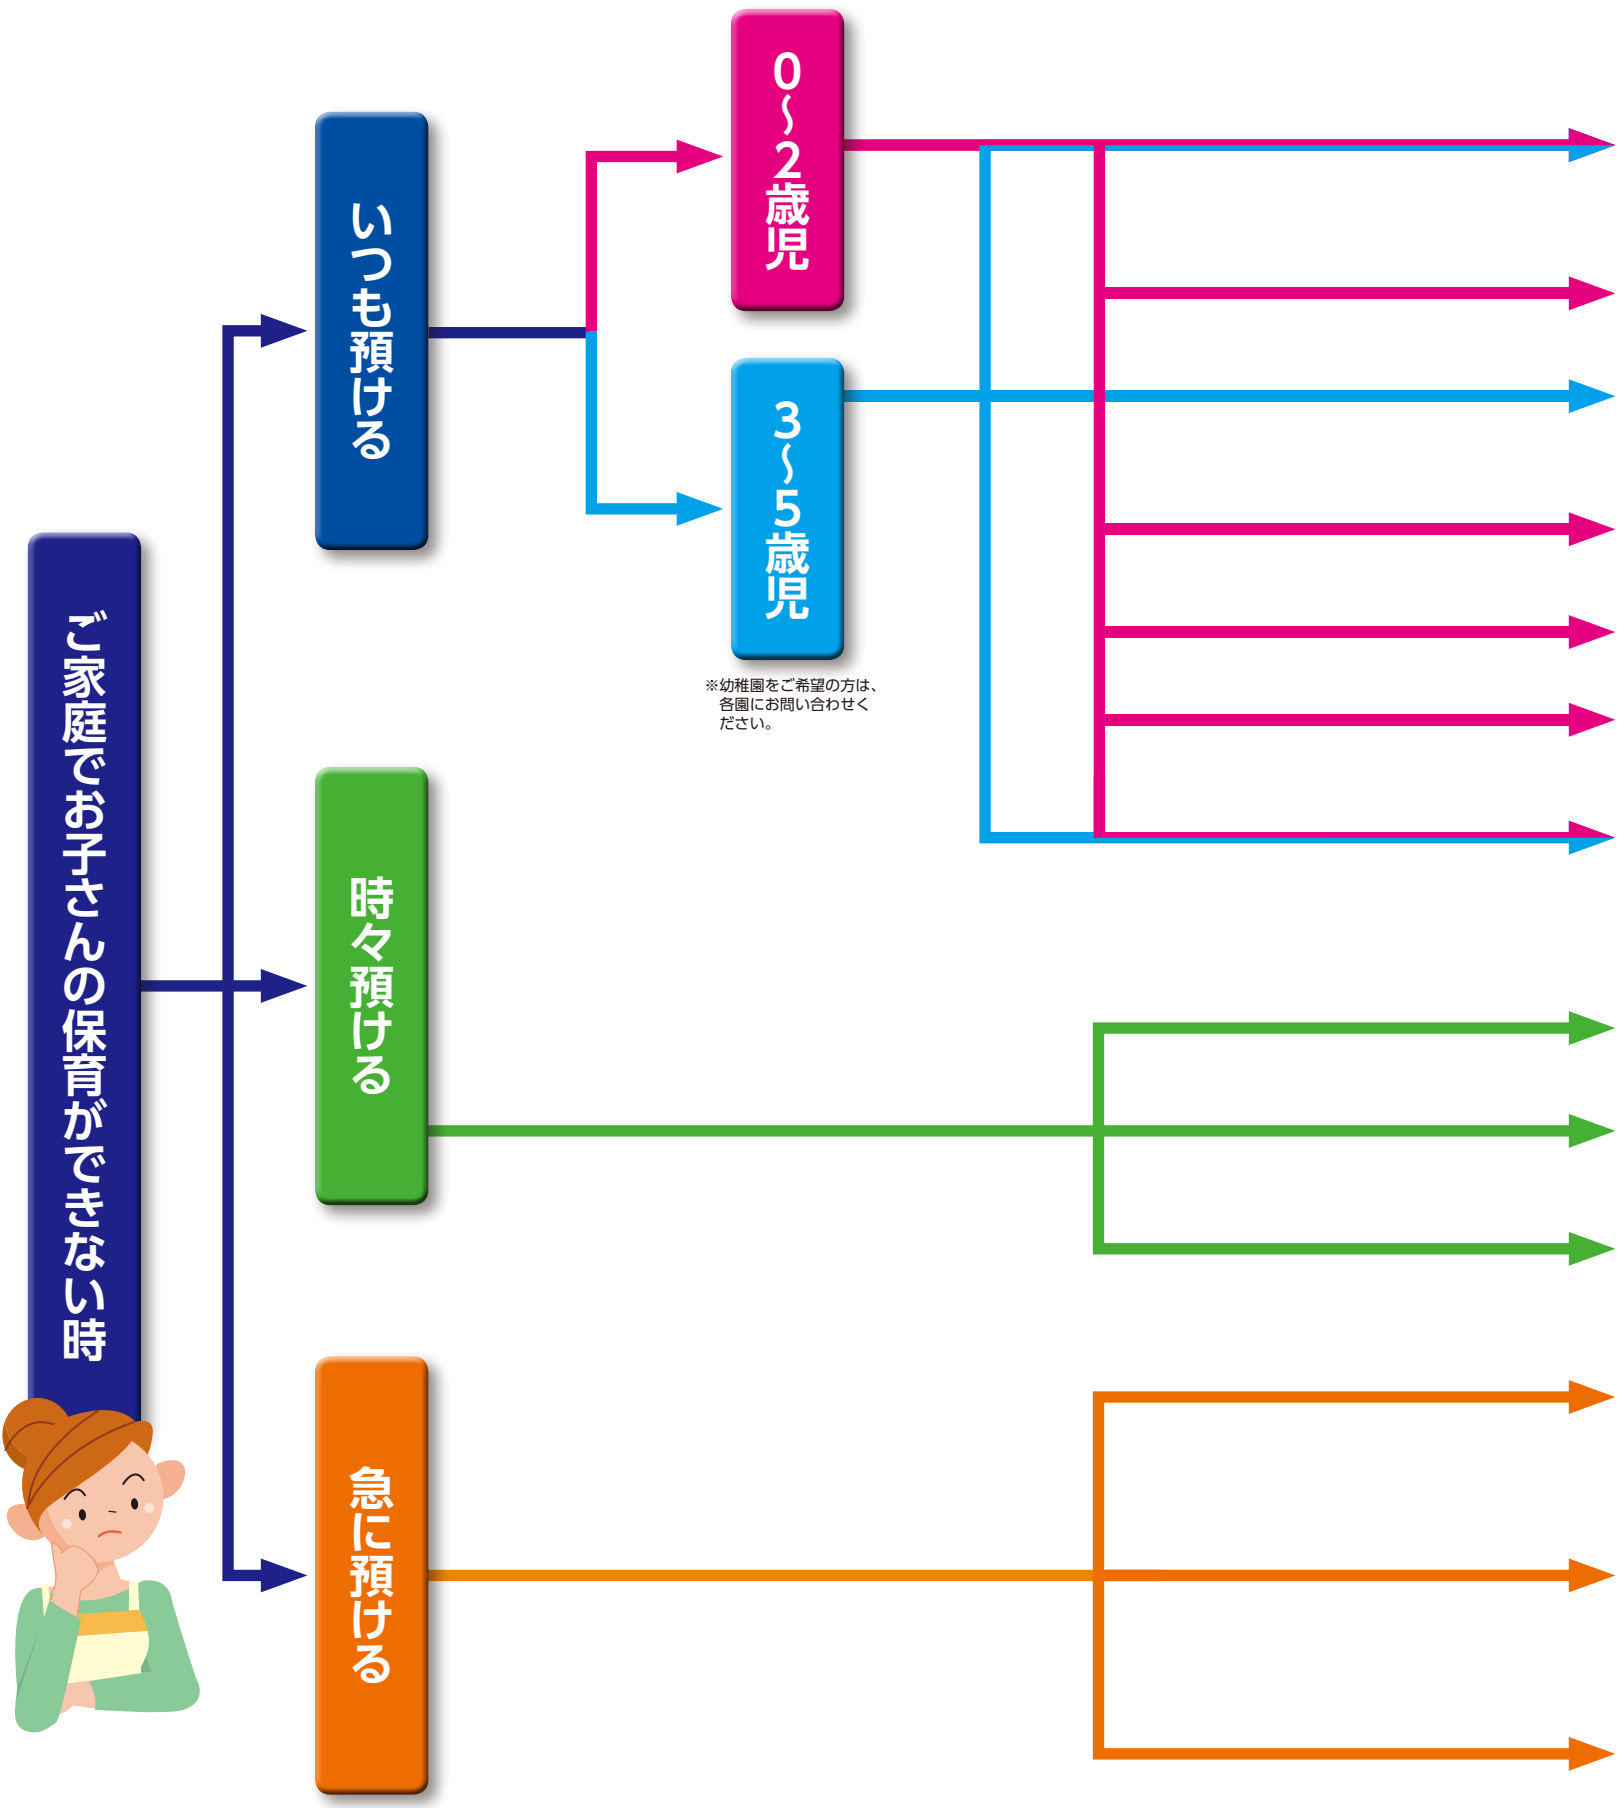 ご家庭でお子さんの保育ができない時
いつも預ける
0〜2歳児
3〜5歳児
※幼稚園をご希望の方は、
各園にお問い合わせく
ださい。
時々預ける
急に預ける